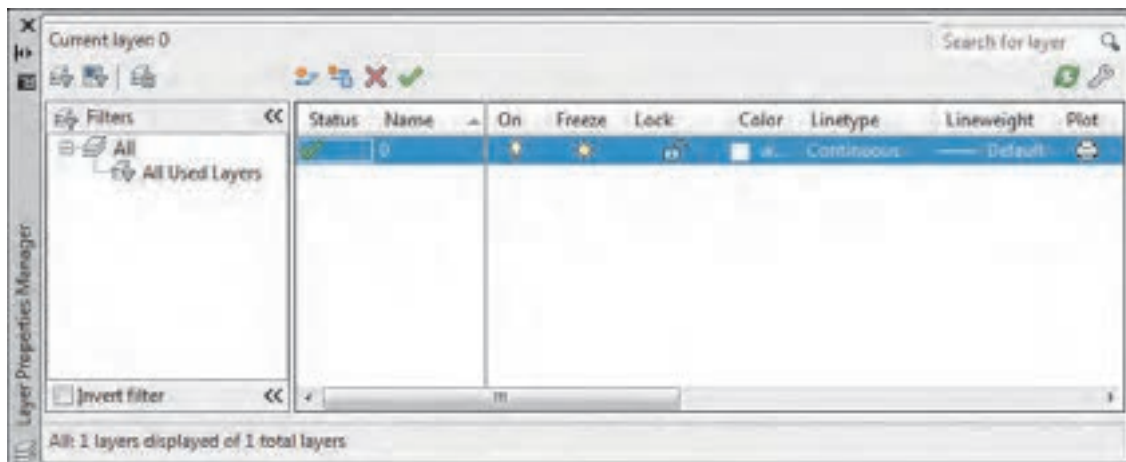 Current layer: 0
Search for layer
Filters
Status Name On Freeze Lock Color Linetype Lineweight Plot
All
0 Continuous Default
All Used Layers
Layer Properties Manager
Invert filter
All: 1 layers displayed of 1 total layers